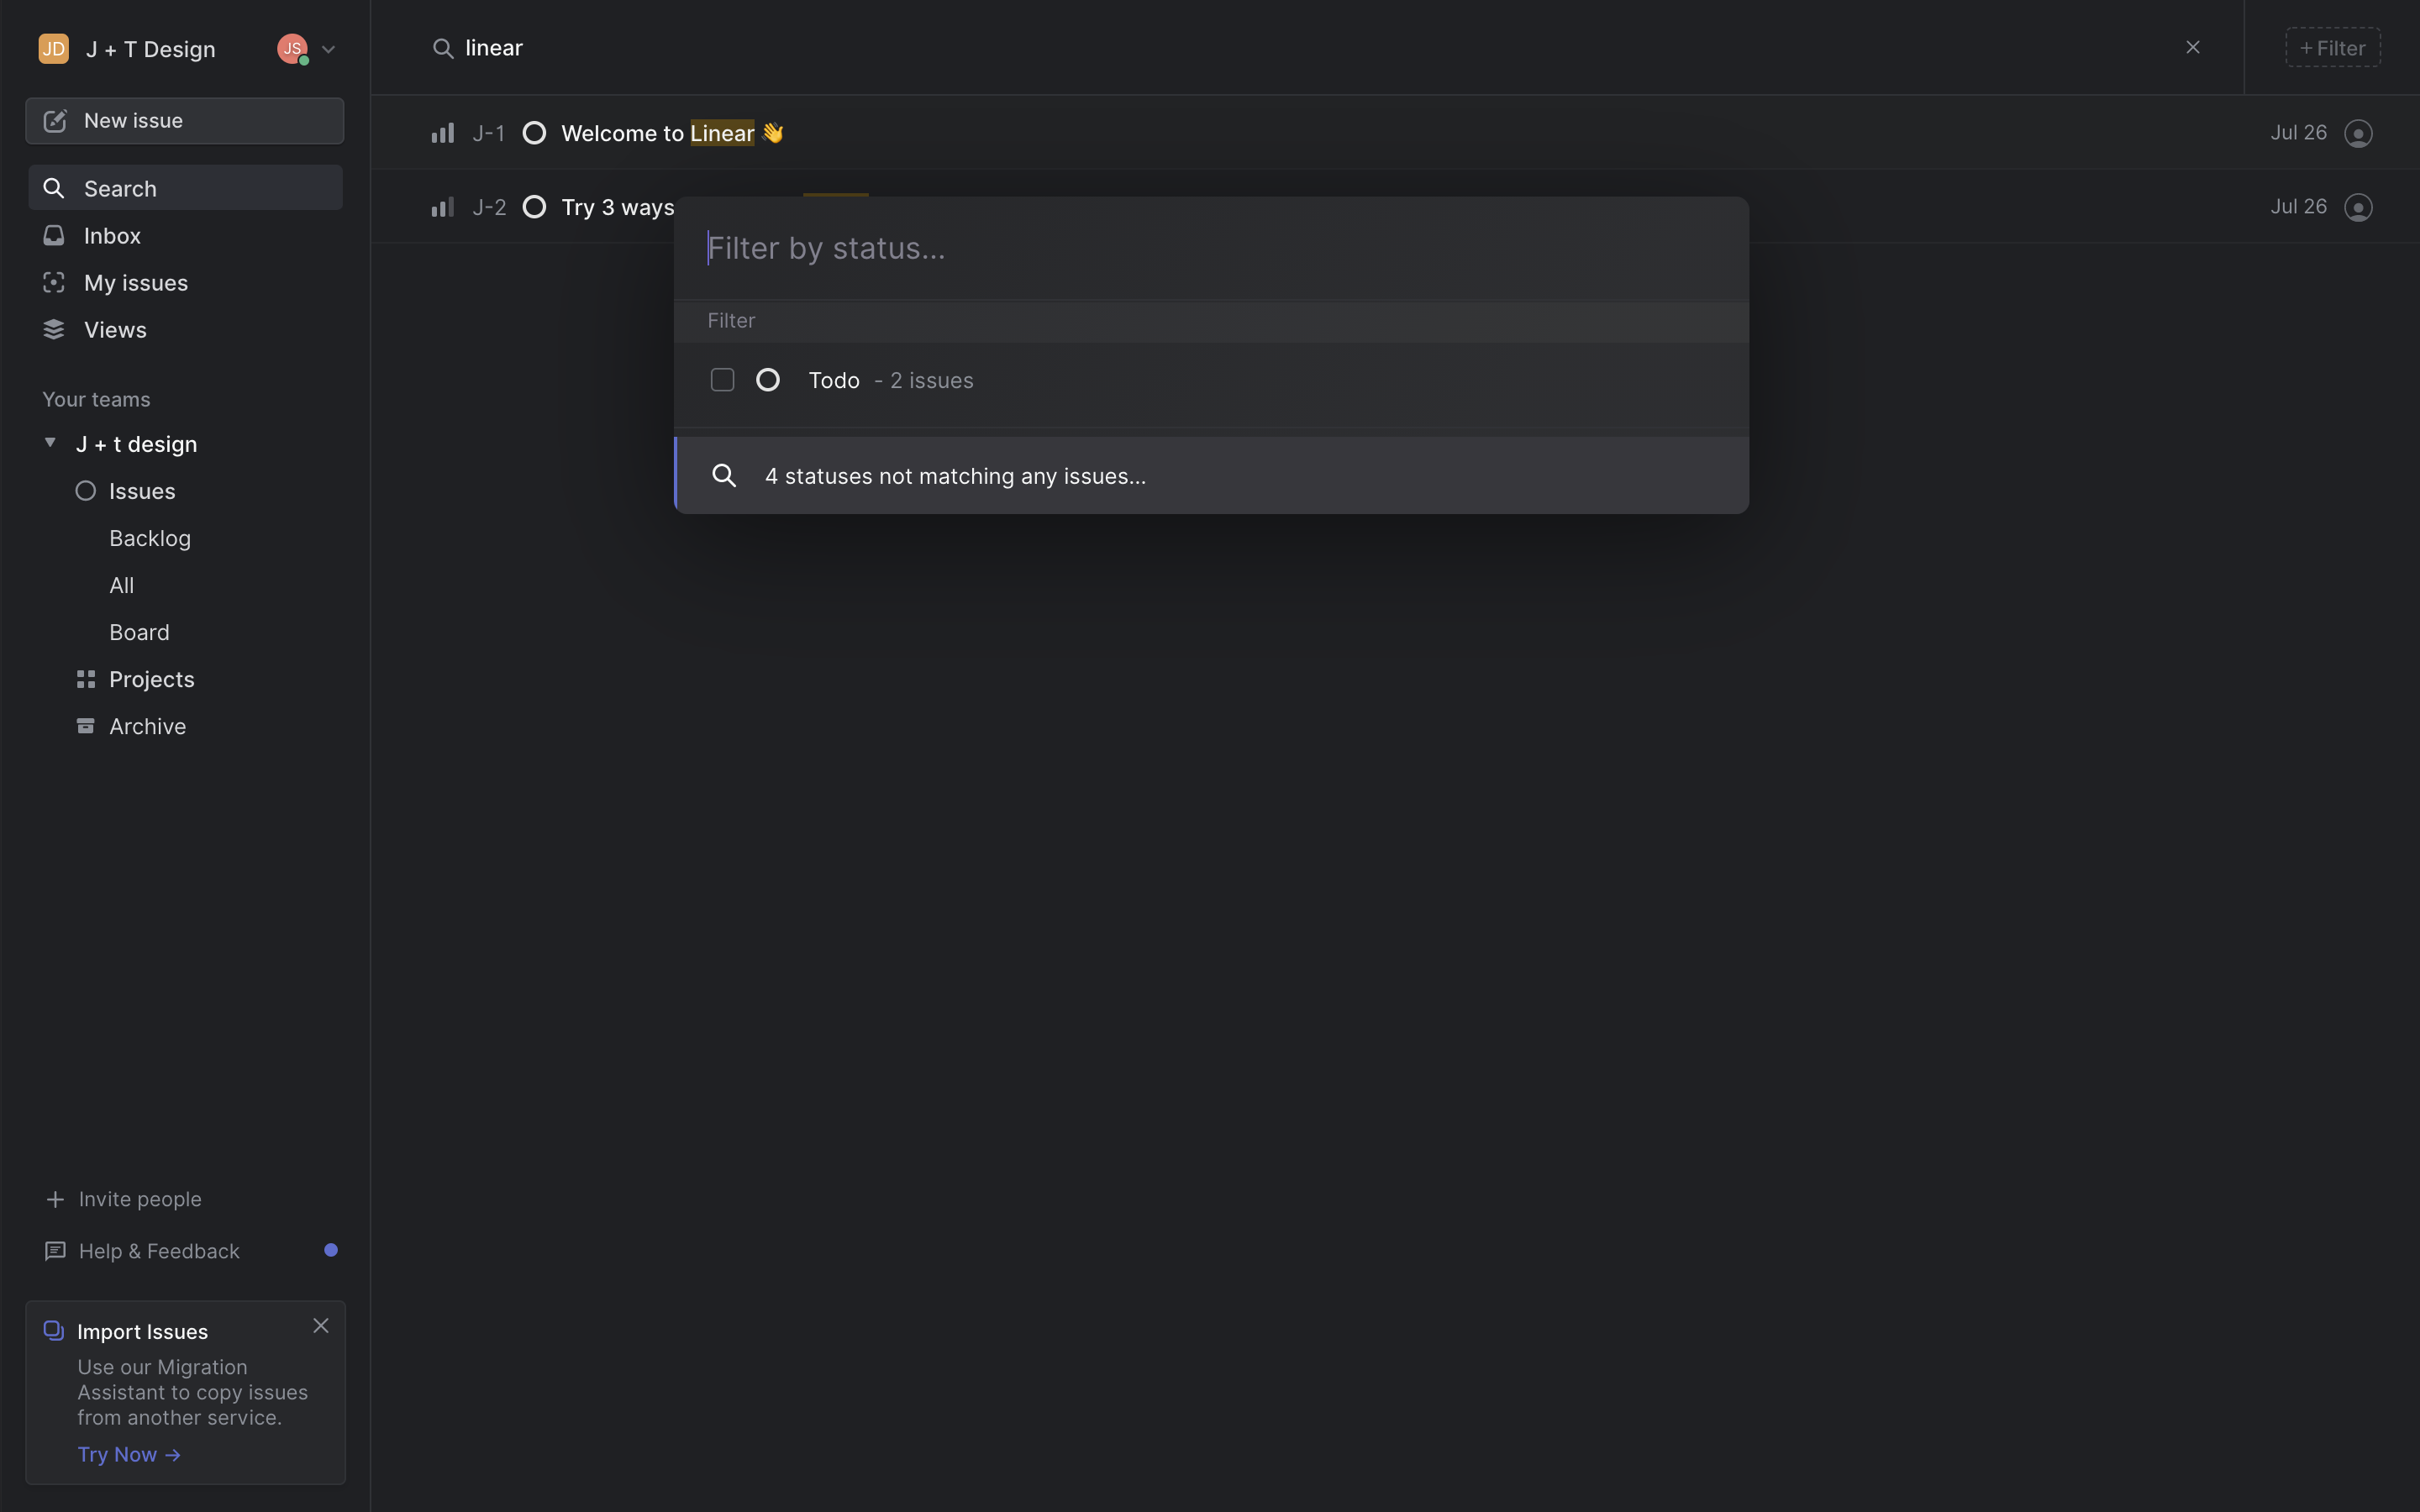 JD J + T Design JS
New issue
Search
Inbox
My issues
Views
Your teams
J + t design
Issues
Backlog
All
Board
Projects
Archive
Invite people
Help & Feedback
Import Issues
Use our Migration
Assistant to copy issues
from another service.
Try Now →
linear
+ Filter
J-1 Welcome to Linear 👋 Jul 26
J-2 Try 3 ways Jul 26
Filter by status...
Filter
Todo - 2 issues
4 statuses not matching any issues...